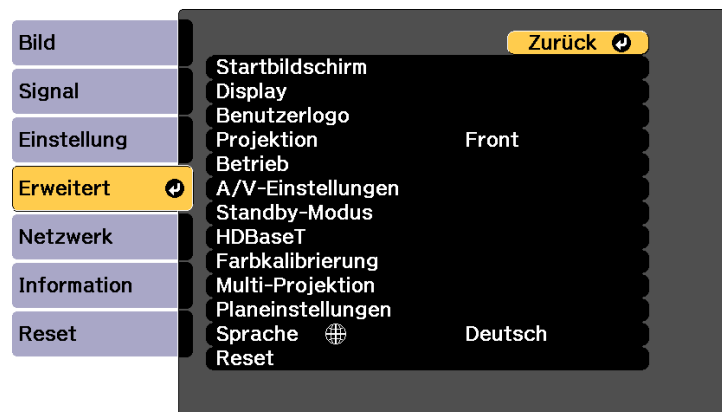 Bild
Signal
Einstellung
Erweitert
Netzwerk
Information
Reset
Zurück
Startbildschirm
Display
Benutzerlogo
Projektion Front
Betrieb
A/V-Einstellungen
Standby-Modus
HDBaseT
Farbkalibrierung
Multi-Projektion
Planeinstellungen
Sprache Deutsch
Reset